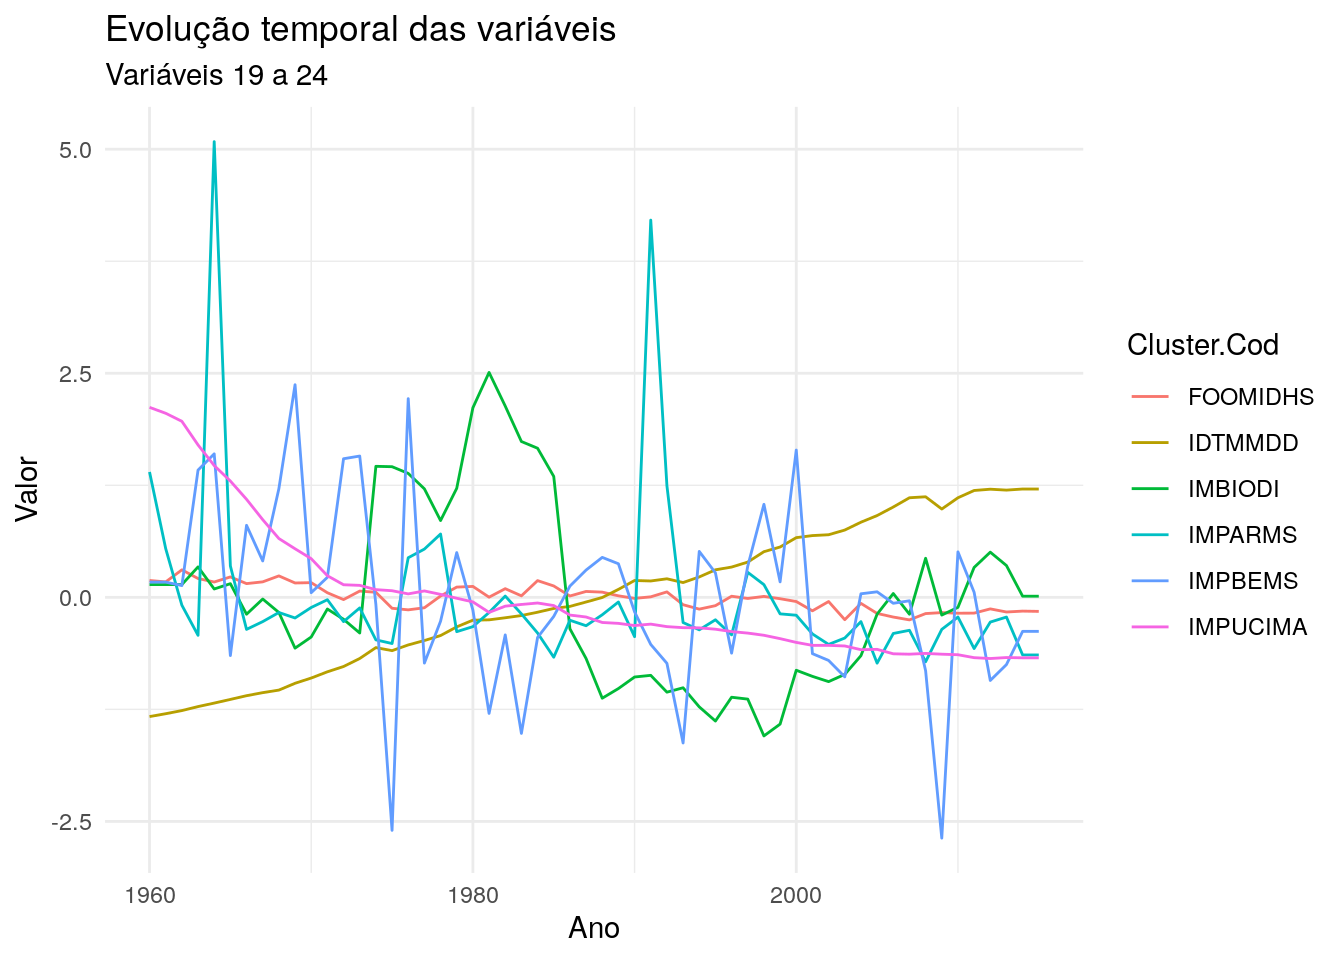 Evolução temporal das variáveis
Variáveis 19 a 24
5.0
2.5
0.0
-2.5
Valor
1960
1980
2000
Ano
Cluster.Cod
FOOMIDHS
IDTMMDD
IMBIODI
IMPARMS
IMPBEMS
IMPUCIMA